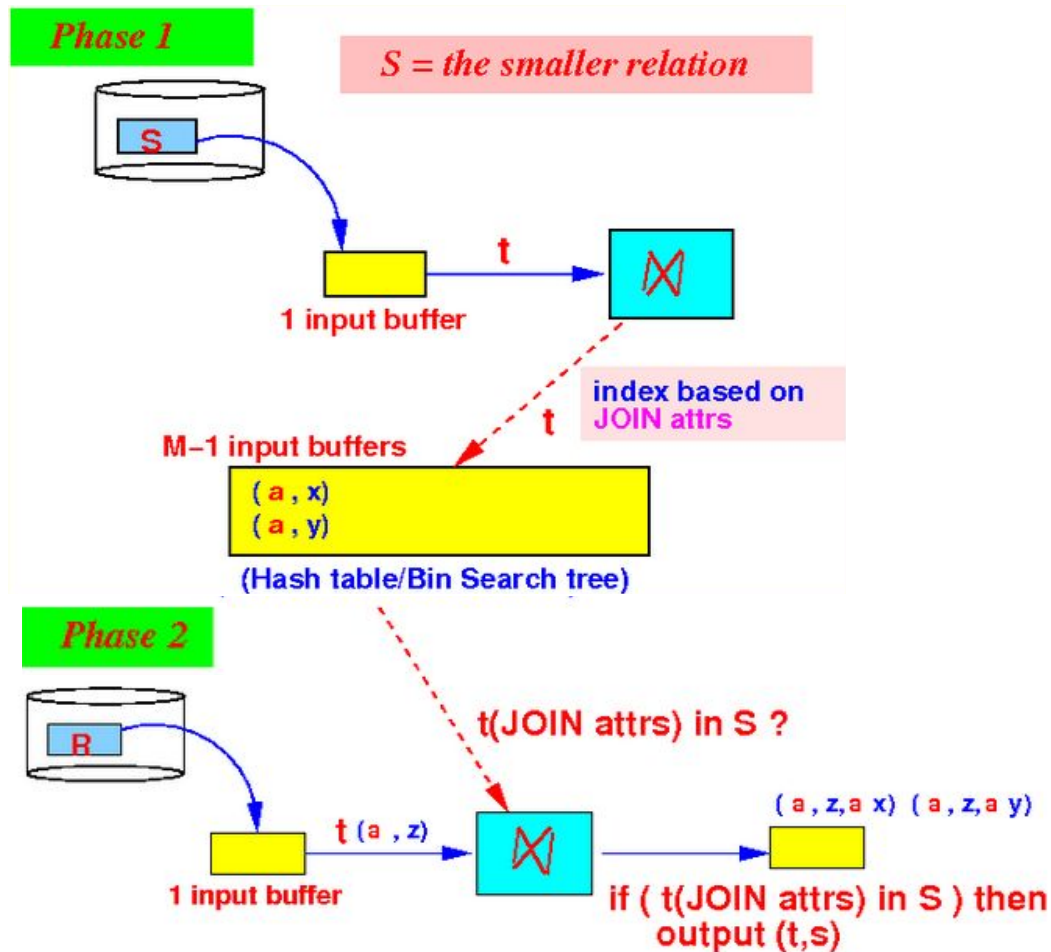 Phase 1
S = the smaller relation
S
t
1 input buffer
index based on
JOIN attrs
t
M-1 input buffers
( a , x)
( a , y)
(Hash table/Bin Search tree)
Phase 2
R
t(JOIN attrs) in S ?
( a , z,a x) ( a , z,a y)
t (a , z)
1 input buffer
if ( t(JOIN attrs) in S ) then
output (t,s)